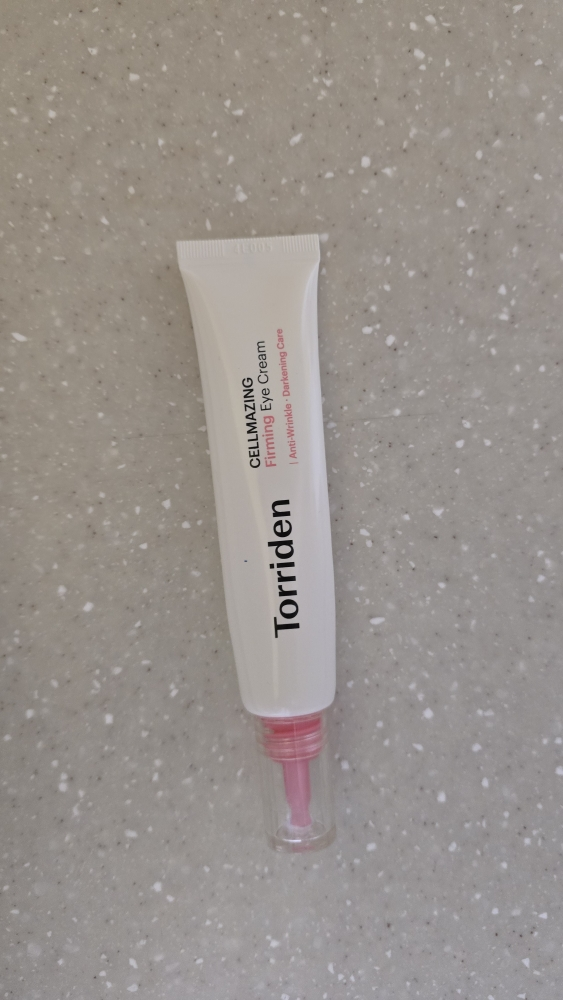 Torriden
CELLMAZING
Firming Eye Cream
| Anti-Wrinkle · Darkening Care